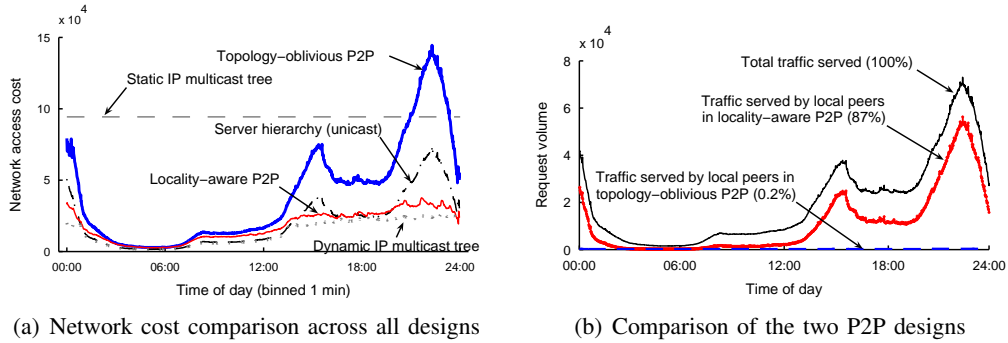 x 10^4
15
10
5
0
Network access cost
Topology-oblivious P2P
Static IP multicast tree
Server hierarchy (unicast)
Locality-aware P2P
Dynamic IP multicast tree
00:00 06:00 12:00 18:00 24:00
Time of day (binned 1 min)
(a) Network cost comparison across all designs
x 10^4
8
6
4
2
0
Request volume
Total traffic served (100%)
Traffic served by local peers
in locality-aware P2P (87%)
Traffic served by local peers in
topology-oblivious P2P (0.2%)
00:00 06:00 12:00 18:00 24:00
Time of day
(b) Comparison of the two P2P designs